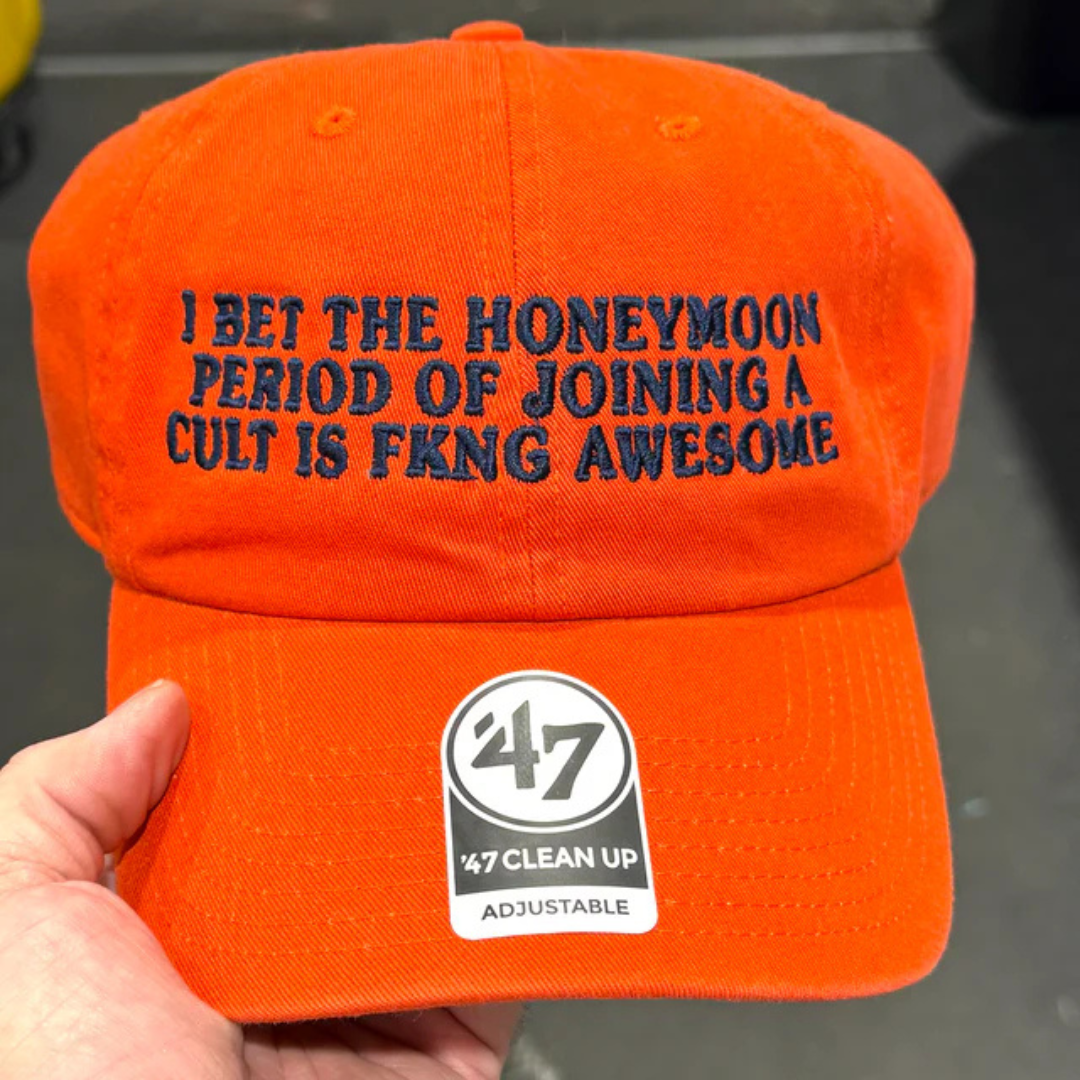 I BET THE HONEYMOON
PERIOD OF JOINING A
CULT IS FKNG AWESOME
'47
'47 CLEAN UP
ADJUSTABLE